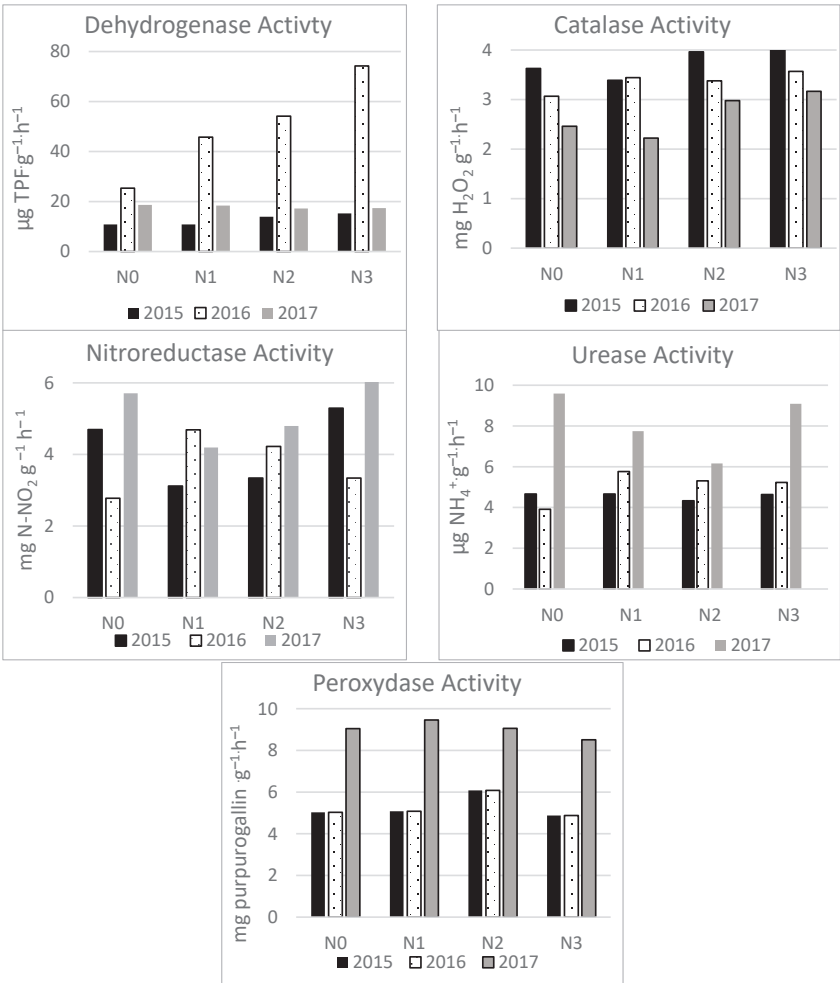 Dehydrogenase Activty
µg TPF·g⁻¹·h⁻¹
80
60
40
20
0
N0 N1 N2 N3
2015 2016 2017
Catalase Activity
mg H₂O₂ g⁻¹·h⁻¹
4
3
2
1
0
N0 N1 N2 N3
2015 2016 2017
Nitroreductase Activity
mg N-NO₂ g⁻¹ h⁻¹
6
4
2
0
N0 N1 N2 N3
2015 2016 2017
Urease Activity
µg NH₄⁺·g⁻¹·h⁻¹
10
8
6
4
2
0
N0 N1 N2 N3
2015 2016 2017
Peroxydase Activity
mg purpurogallin ·g⁻¹·h⁻¹
10
8
6
4
2
0
N0 N1 N2 N3
2015 2016 2017